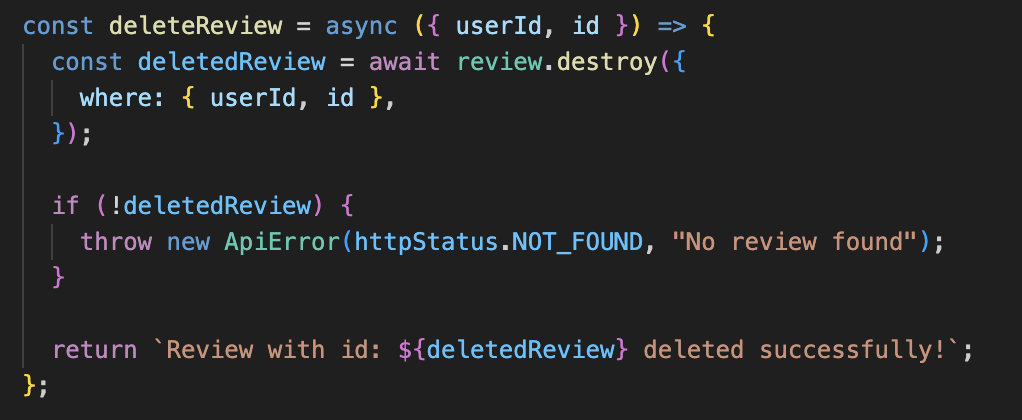 const deleteReview = async ({ userId, id }) => {
  const deletedReview = await review.destroy({
    where: { userId, id },
  });

  if (!deletedReview) {
    throw new ApiError(httpStatus.NOT_FOUND, "No review found");
  }

  return `Review with id: ${deletedReview} deleted successfully!`;
};